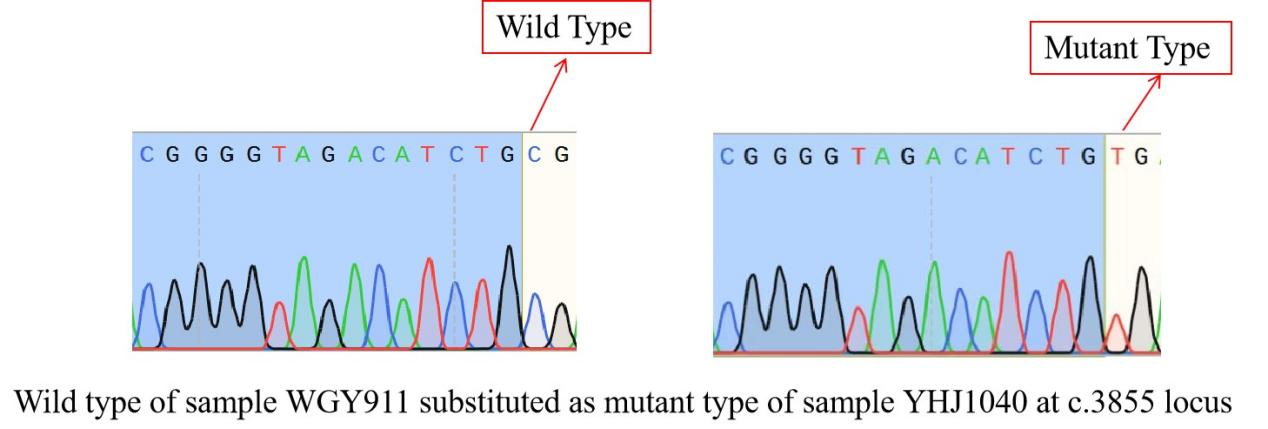 Wild Type
Mutant Type
C G G G G T A G A C A T C T G C G
C G G G G T A G A C A T C T G T G
Wild type of sample WGY911 substituted as mutant type of sample YHJ1040 at c.3855 locus